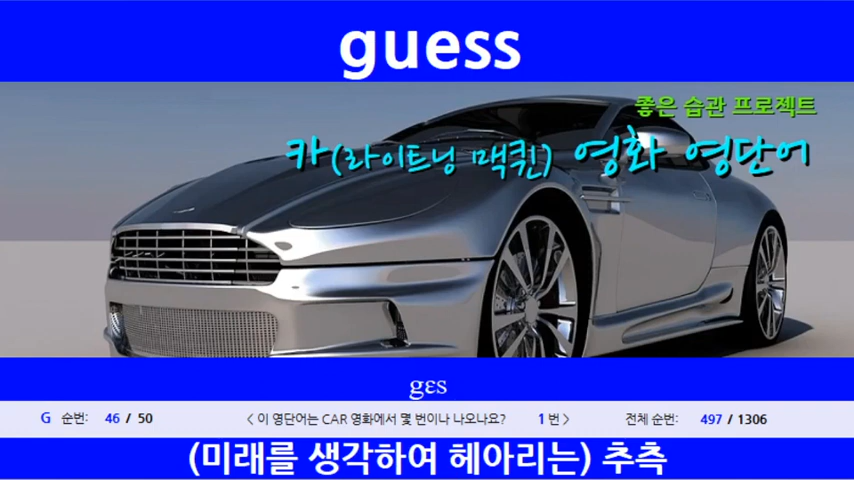 guess
좋은 습관 프로젝트
카(라이트닝 맥퀸) 영화 영단어
gɛs
G 순번: 46 / 50 < 이 영단어는 CAR 영화에서 몇 번이나 나오나요? 1 번 > 전체 순번: 497 / 1306
(미래를 생각하여 헤아리는) 추측